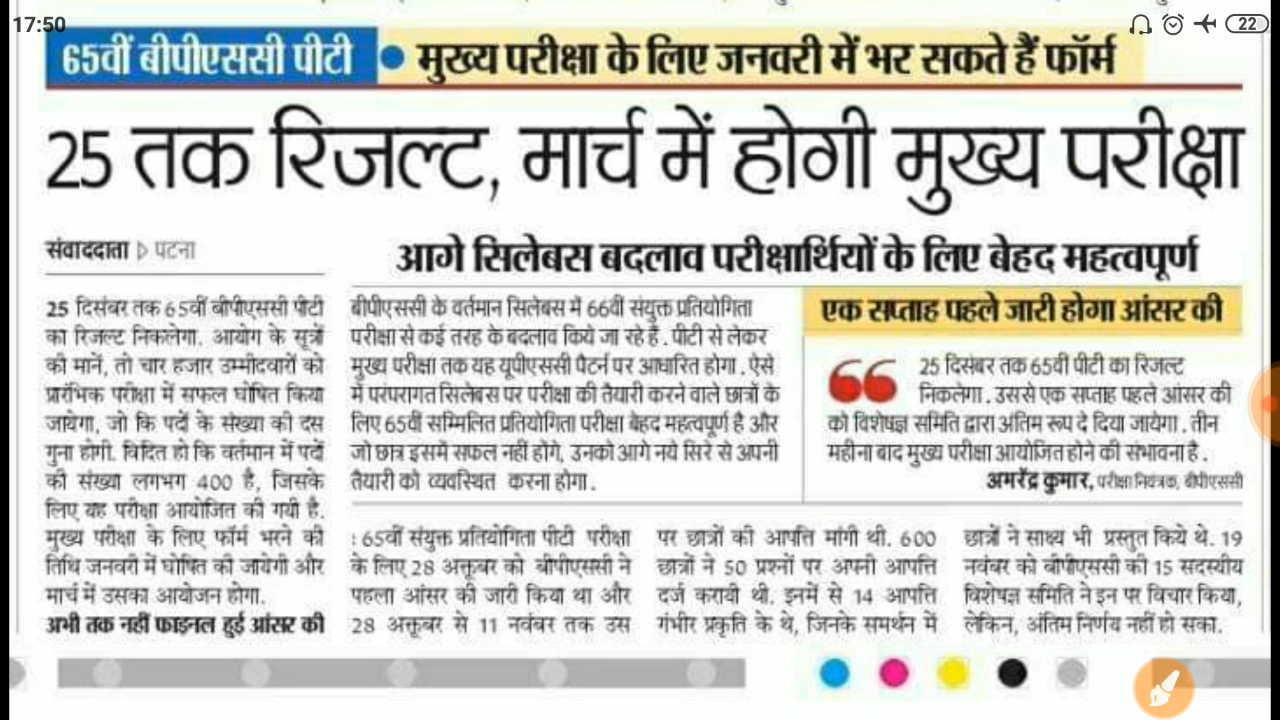 17:50
22
65वीं बीपीएससी पीटी ● मुख्य परीक्षा के लिए जनवरी में भर सकते हैं फॉर्म
25 तक रिजल्ट, मार्च में होगी मुख्य परीक्षा
संवाददाता ▷ पटना
25 दिसंबर तक 65वीं बीपीएससी पीटी
का रिजल्ट निकलेगा. आयोग के सूत्रों
की मानें, तो चार हजार उम्मीदवारों को
प्रारंभिक परीक्षा में सफल घोषित किया
जायेगा, जो कि पदों के संख्या की दस
गुना होगी. विदित हो कि वर्तमान में पदों
की संख्या लगभग 400 है, जिसके
लिए यह परीक्षा आयोजित की गयी है.
मुख्य परीक्षा के लिए फॉर्म भरने की
तिथि जनवरी में घोषित की जायेगी और
मार्च में उसका आयोजन होगा.
अभी तक नहीं फाइनल हुई आंसर की
आगे सिलेबस बदलाव परीक्षार्थियों के लिए बेहद महत्वपूर्ण
बीपीएससी के वर्तमान सिलेबस में 66वीं संयुक्त प्रतियोगिता
परीक्षा से कई तरह के बदलाव किये जा रहे हैं. पीटी से लेकर
मुख्य परीक्षा तक यह यूपीएससी पैटर्न पर आधारित होगा. ऐसे
में परंपरागत सिलेबस पर परीक्षा की तैयारी करने वाले छात्रों के
लिए 65वीं सम्मिलित प्रतियोगिता परीक्षा बेहद महत्वपूर्ण है और
जो छात्र इसमें सफल नहीं होंगे, उनको आगे नये सिरे से अपनी
तैयारी को व्यवस्थित करना होगा.
एक सप्ताह पहले जारी होगा आंसर की
25 दिसंबर तक 65वीं पीटी का रिजल्ट
निकलेगा. उससे एक सप्ताह पहले आंसर की
को विशेषज्ञ समिति द्वारा अंतिम रूप दे दिया जायेगा. तीन
महीना बाद मुख्य परीक्षा आयोजित होने की संभावना है.
अमरेंद्र कुमार, परीक्षा नियंत्रक, बीपीएससी
: 65वीं संयुक्त प्रतियोगिता पीटी परीक्षा
के लिए 28 अक्तूबर को बीपीएससी ने
पहला आंसर की जारी किया था और
28 अक्तूबर से 11 नवंबर तक उस
पर छात्रों की आपत्ति मांगी थी. 600
छात्रों ने 50 प्रश्नों पर अपनी आपत्ति
दर्ज करायी थी. इनमें से 14 आपत्ति
गंभीर प्रकृति के थे, जिनके समर्थन में
छात्रों ने साक्ष्य भी प्रस्तुत किये थे. 19
नवंबर को बीपीएससी की 15 सदस्यीय
विशेषज्ञ समिति ने इन पर विचार किया,
लेकिन, अंतिम निर्णय नहीं हो सका.